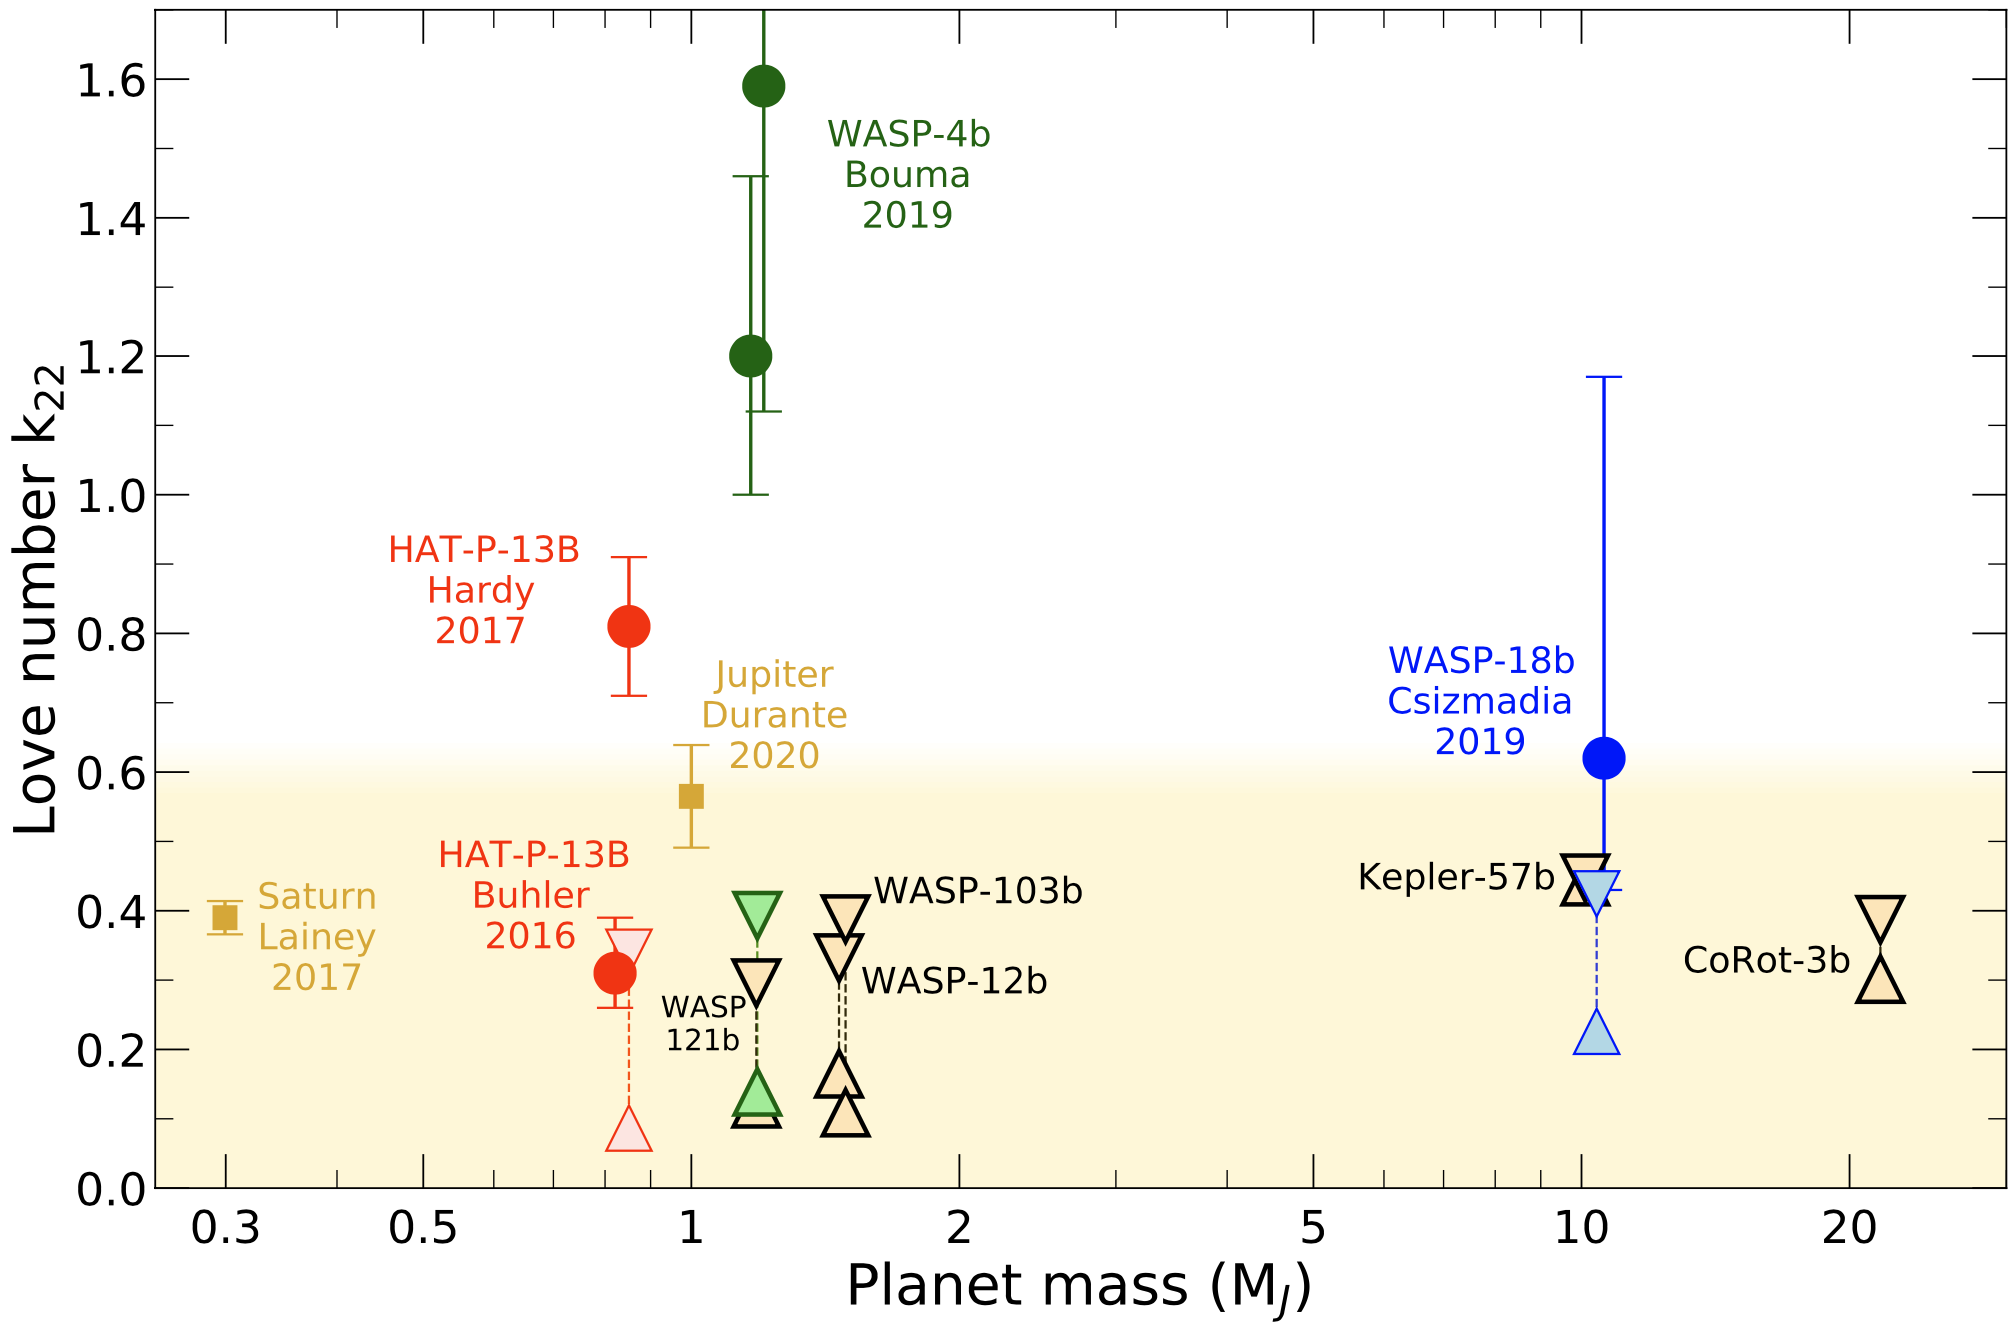 1.6
1.4
1.2
1.0
0.8
0.6
0.4
0.2
0.0
Love number k₂₂
WASP-4b
Bouma
2019
HAT-P-13B
Hardy
2017
Jupiter
Durante
2020
WASP-18b
Csizmadia
2019
HAT-P-13B
Buhler
2016
Saturn
Lainey
2017
WASP-103b
WASP-12b
WASP
121b
Kepler-57b
CoRot-3b
0.3 0.5 1 2 5 10 20
Planet mass (M_J)